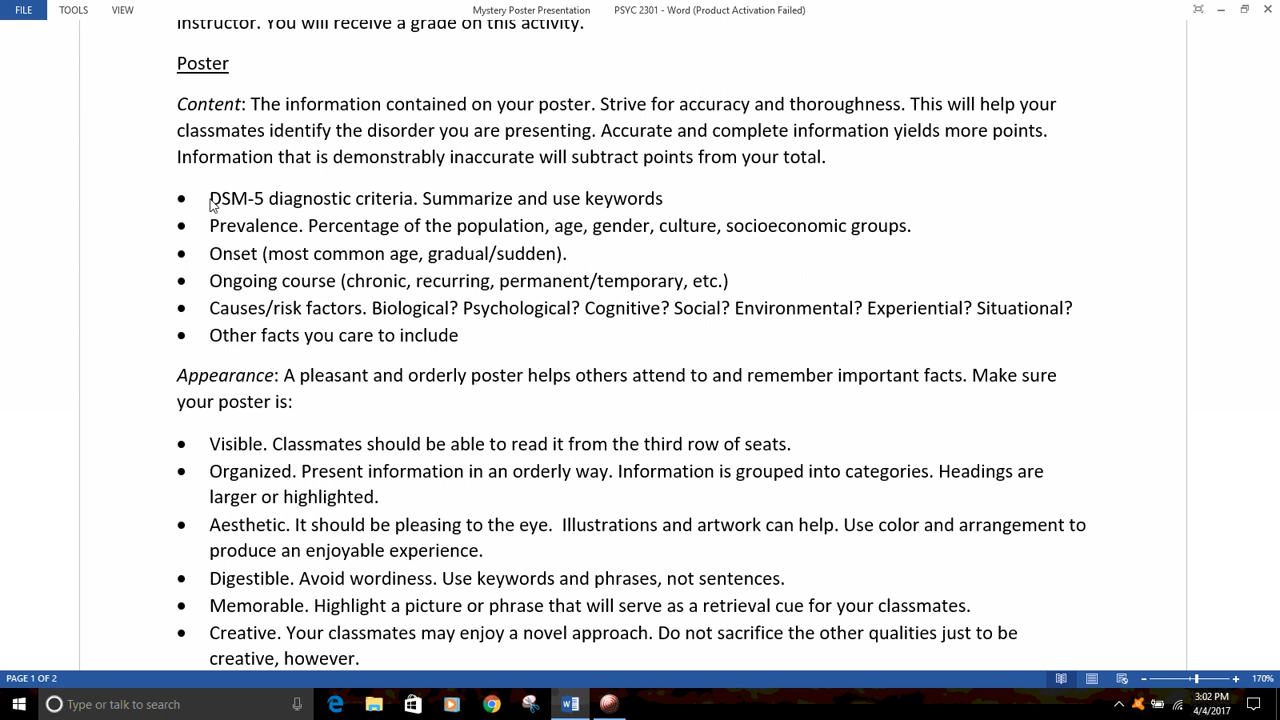 FILE TOOLS VIEW Mystery Poster Presentation PSYC 2301 - Word (Product Activation Failed)
instructor. You will receive a grade on this activity.
Poster
Content: The information contained on your poster. Strive for accuracy and thoroughness. This will help your
classmates identify the disorder you are presenting. Accurate and complete information yields more points.
Information that is demonstrably inaccurate will subtract points from your total.
• DSM-5 diagnostic criteria. Summarize and use keywords
• Prevalence. Percentage of the population, age, gender, culture, socioeconomic groups.
• Onset (most common age, gradual/sudden).
• Ongoing course (chronic, recurring, permanent/temporary, etc.)
• Causes/risk factors. Biological? Psychological? Cognitive? Social? Environmental? Experiential? Situational?
• Other facts you care to include
Appearance: A pleasant and orderly poster helps others attend to and remember important facts. Make sure
your poster is:
• Visible. Classmates should be able to read it from the third row of seats.
• Organized. Present information in an orderly way. Information is grouped into categories. Headings are
larger or highlighted.
• Aesthetic. It should be pleasing to the eye.  Illustrations and artwork can help. Use color and arrangement to
produce an enjoyable experience.
• Digestible. Avoid wordiness. Use keywords and phrases, not sentences.
• Memorable. Highlight a picture or phrase that will serve as a retrieval cue for your classmates.
• Creative. Your classmates may enjoy a novel approach. Do not sacrifice the other qualities just to be
creative, however.
PAGE 1 OF 2 170%
Type or talk to search
3:02 PM
4/4/2017